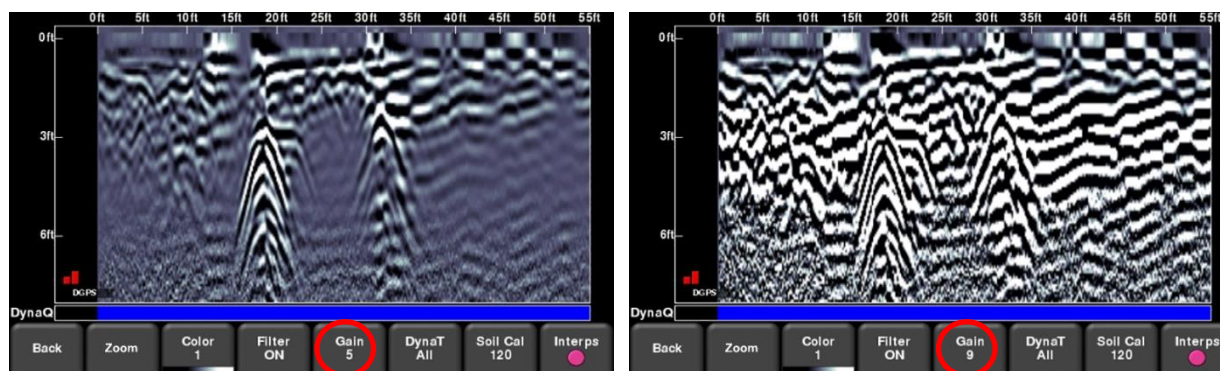 0ft 5ft 10ft 15ft 20ft 25ft 30ft 35ft 40ft 45ft 50ft 55ft
0ft
3ft
6ft
DGPS
DynaQ
Back Zoom Color 1 Filter ON Gain 5 DynaT All Soil Cal 120 Interps
0ft 5ft 10ft 15ft 20ft 25ft 30ft 35ft 40ft 45ft 50ft 55ft
0ft
3ft
6ft
DGPS
DynaQ
Back Zoom Color 1 Filter ON Gain 9 DynaT All Soil Cal 120 Interps